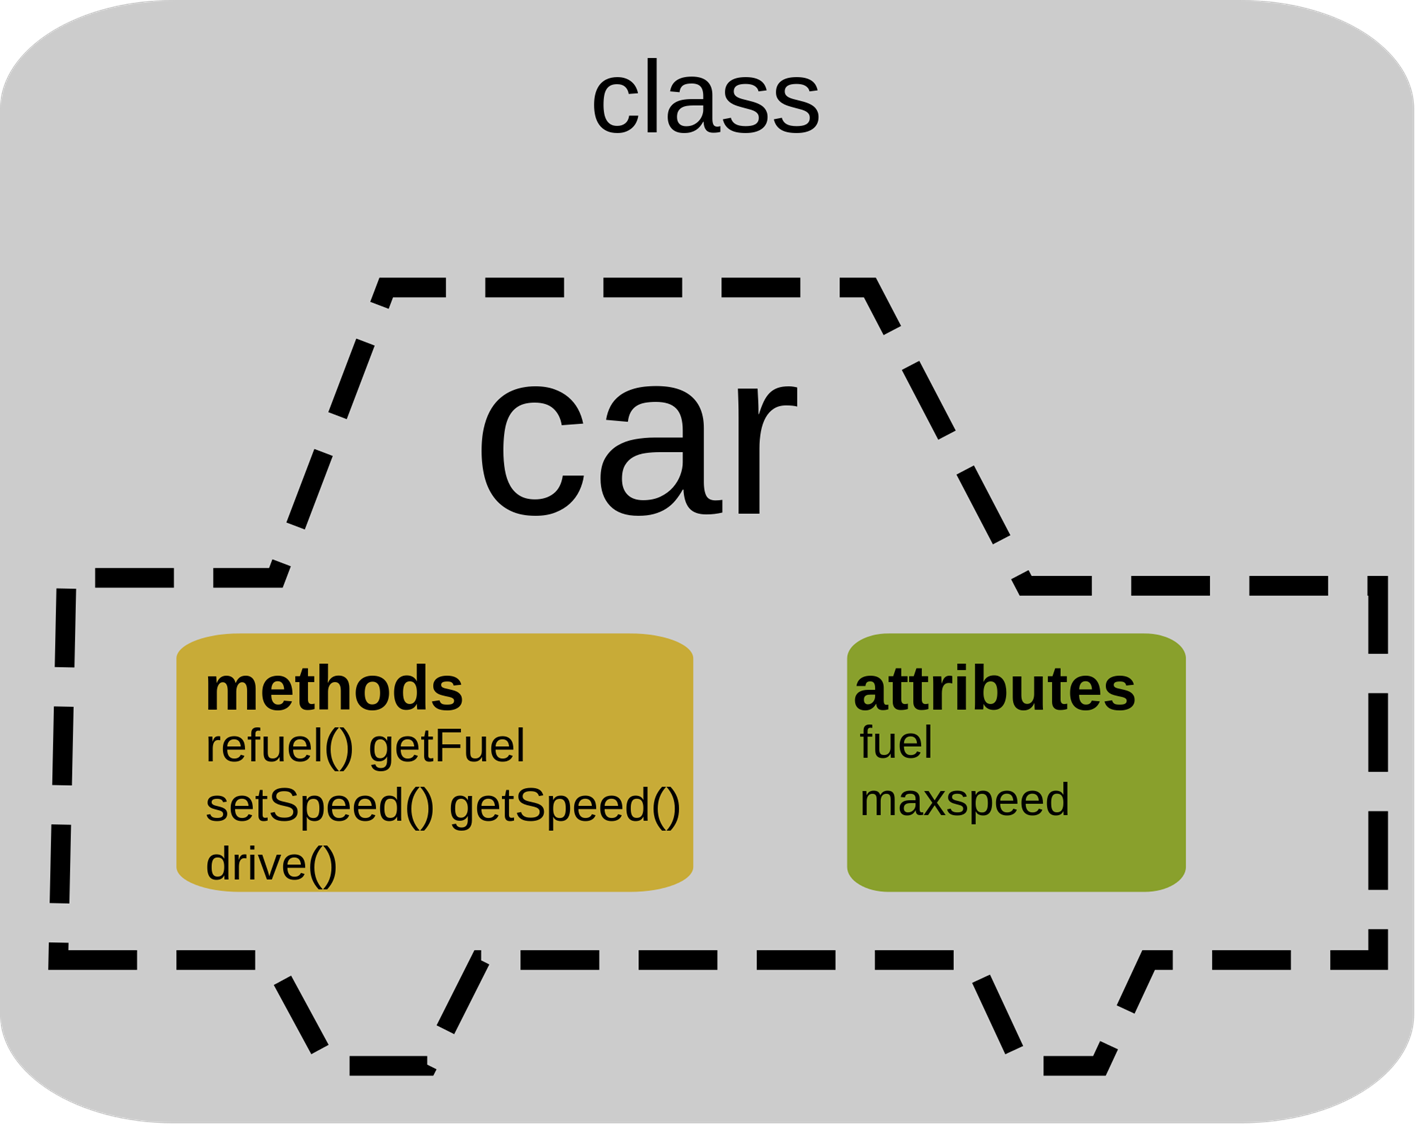 class
car
methods
refuel() getFuel
setSpeed() getSpeed()
drive()
attributes
fuel
maxspeed